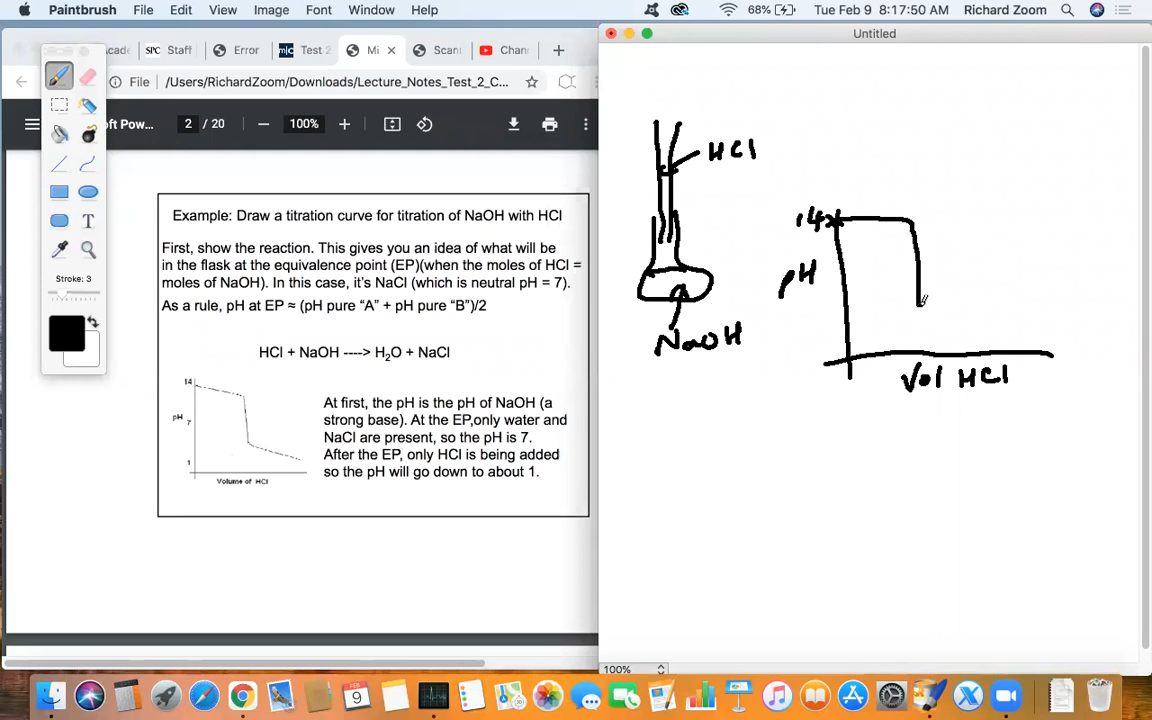 Paintbrush File Edit View Image Font Window Help 68% Tue Feb 9 8:17:50 AM Richard Zoom
SPC Staff Error Test 2 Mi Scan Chan
File /Users/RichardZoom/Downloads/Lecture_Notes_Test_2_C...
oft Pow... 2 / 20 100%
Stroke: 3
Example: Draw a titration curve for titration of NaOH with HCl
First, show the reaction. This gives you an idea of what will be
in the flask at the equivalence point (EP)(when the moles of HCl =
moles of NaOH). In this case, it's NaCl (which is neutral pH = 7).
As a rule, pH at EP ≈ (pH pure “A” + pH pure “B”)/2
HCl + NaOH ----> H2O + NaCl
14
pH
7
1
Volume of HCl
At first, the pH is the pH of NaOH (a
strong base). At the EP,only water and
NaCl are present, so the pH is 7.
After the EP, only HCl is being added
so the pH will go down to about 1.
Untitled
HCl
NaOH
14
pH
Vol HCl
100%
FEB
9